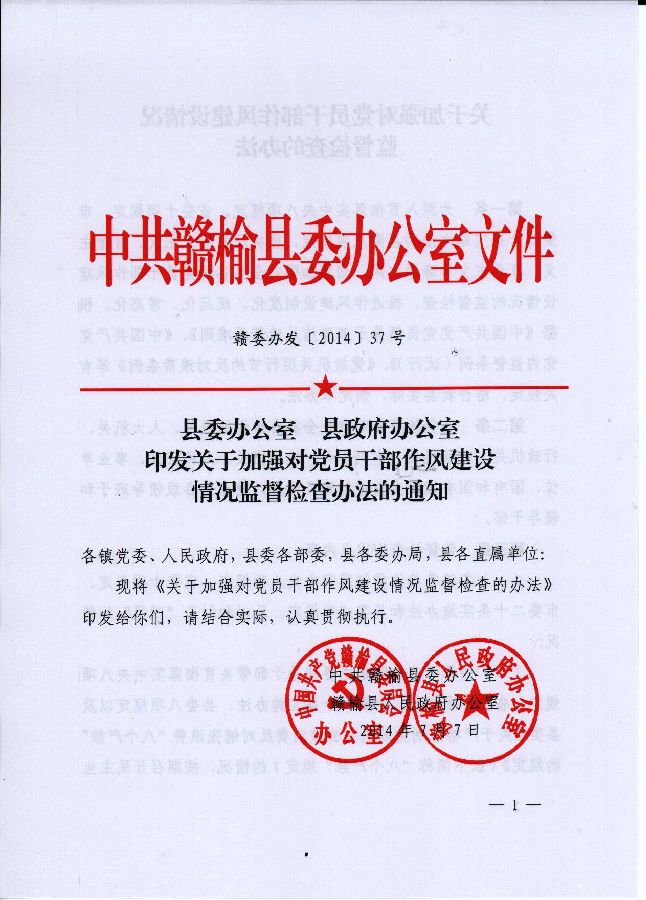 中共赣榆县委办公室文件
赣委办发〔2014〕37号
县委办公室　县政府办公室
印发关于加强对党员干部作风建设
情况监督检查办法的通知
各镇党委、人民政府，县委各部委，县各委办局，县各直属单位：
现将《关于加强对党员干部作风建设情况监督检查的办法》
印发给你们，请结合实际，认真贯彻执行。
中国共产党赣榆县委员会
办公室
赣榆县人民政府办公室
中共赣榆县委办公室
赣榆县人民政府办公室
2014年7月7日
— 1 —